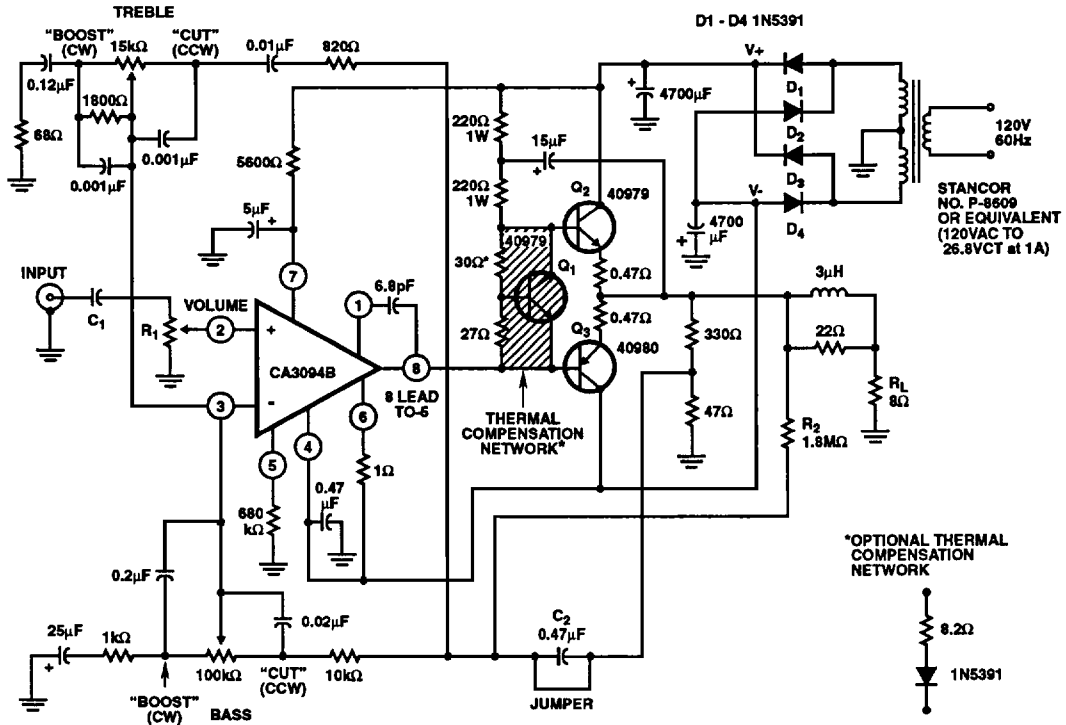 TREBLE
"BOOST"
(CW)
15kΩ
"CUT"
(CCW)
0.01µF
820Ω
0.12µF
1800Ω
68Ω
0.001µF
0.001µF
5600Ω
5µF
+
220Ω
1W
15µF
+
220Ω
1W
4700µF
+
D1 - D4 1N5391
V+
D1
D2
D3
V-
D4
4700
µF
+
120V
60Hz
STANCOR
NO. P-8609
OR EQUIVALENT
(120VAC TO
26.8VCT at 1A)
Q2
40979
40979
30Ω*
Q1
27Ω
0.47Ω
0.47Ω
Q3
40980
3µH
22Ω
330Ω
47Ω
RL
8Ω
R2
1.8MΩ
INPUT
C1
VOLUME
R1
2
7
1
6.8pF
+
CA3094B
-
8
8 LEAD
TO-5
3
6
4
5
1Ω
0.47
µF
680
kΩ
THERMAL
COMPENSATION
NETWORK*
0.2µF
0.02µF
25µF
+
1kΩ
100kΩ
"CUT"
(CCW)
10kΩ
"BOOST"
(CW)
BASS
C2
0.47µF
JUMPER
*OPTIONAL THERMAL
COMPENSATION
NETWORK
8.2Ω
1N5391